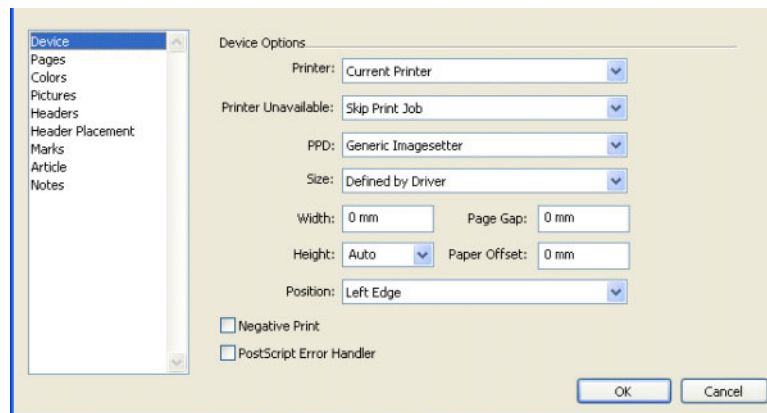 Device
Pages
Colors
Pictures
Headers
Header Placement
Marks
Article
Notes
Device Options
Printer: Current Printer
Printer Unavailable: Skip Print Job
PPD: Generic Imagesetter
Size: Defined by Driver
Width: 0 mm Page Gap: 0 mm
Height: Auto Paper Offset: 0 mm
Position: Left Edge
Negative Print
PostScript Error Handler
OK Cancel